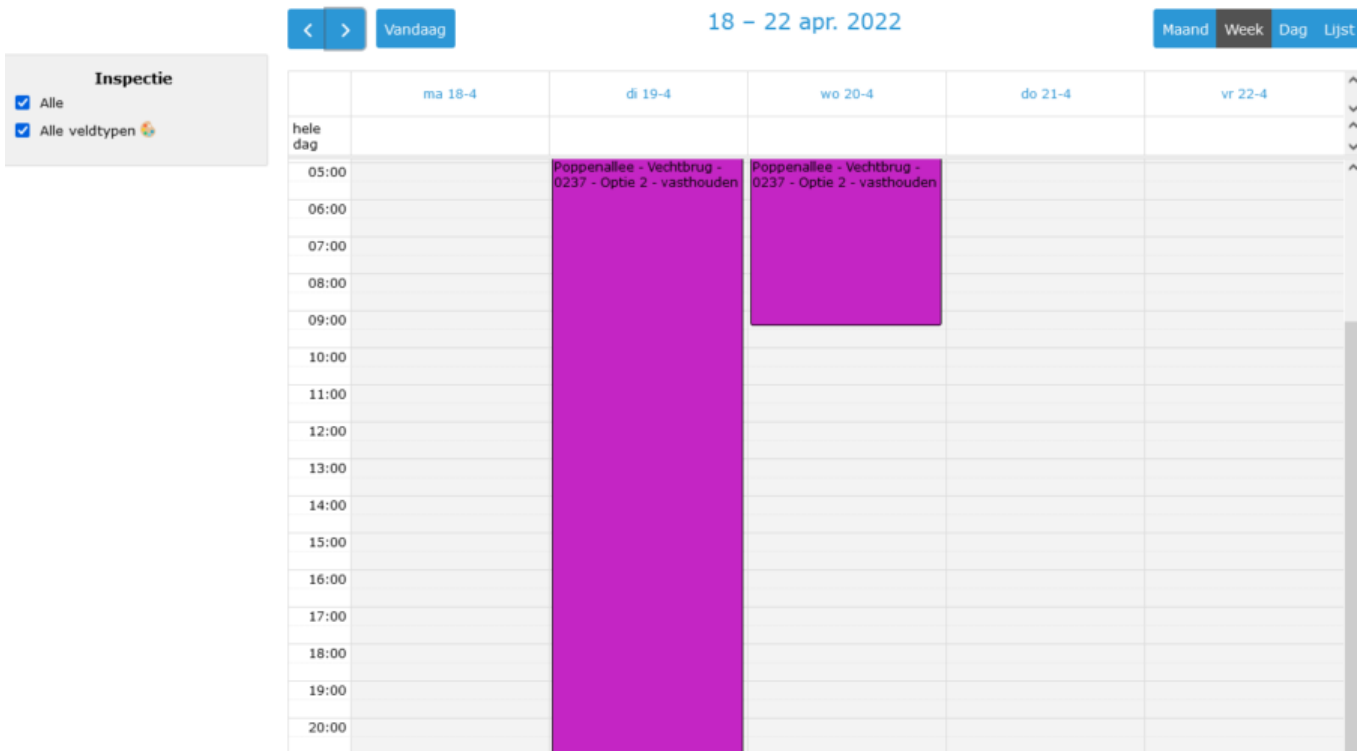 Vandaag
18 – 22 apr. 2022
Maand Week Dag Lijst
Inspectie
Alle
Alle veldtypen
ma 18-4 di 19-4 wo 20-4 do 21-4 vr 22-4
hele
dag
05:00
Poppenallee - Vechtbrug -
0237 - Optie 2 - vasthouden
Poppenallee - Vechtbrug -
0237 - Optie 2 - vasthouden
06:00
07:00
08:00
09:00
10:00
11:00
12:00
13:00
14:00
15:00
16:00
17:00
18:00
19:00
20:00